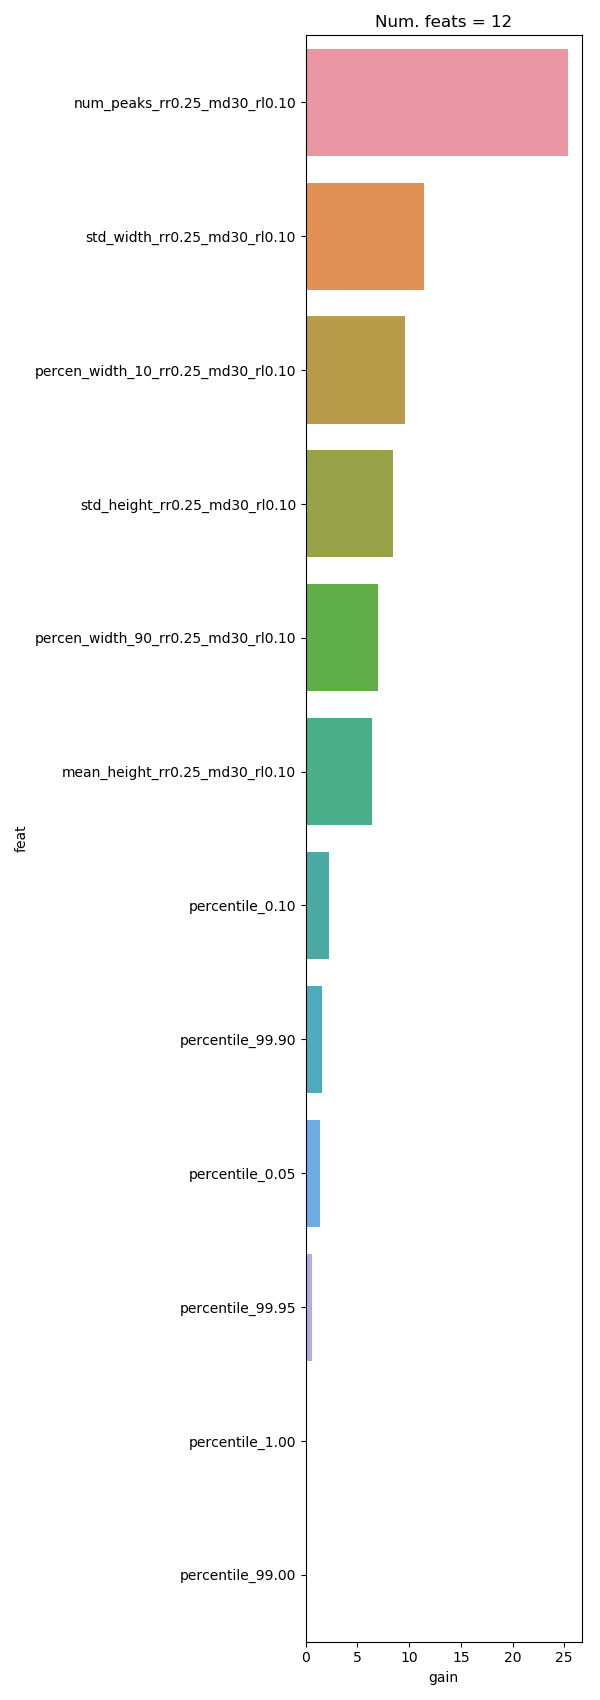 Num. feats = 12
num_peaks_rr0.25_md30_rl0.10
std_width_rr0.25_md30_rl0.10
percen_width_10_rr0.25_md30_rl0.10
std_height_rr0.25_md30_rl0.10
percen_width_90_rr0.25_md30_rl0.10
mean_height_rr0.25_md30_rl0.10
feat
percentile_0.10
percentile_99.90
percentile_0.05
percentile_99.95
percentile_1.00
percentile_99.00
0 5 10 15 20 25
gain